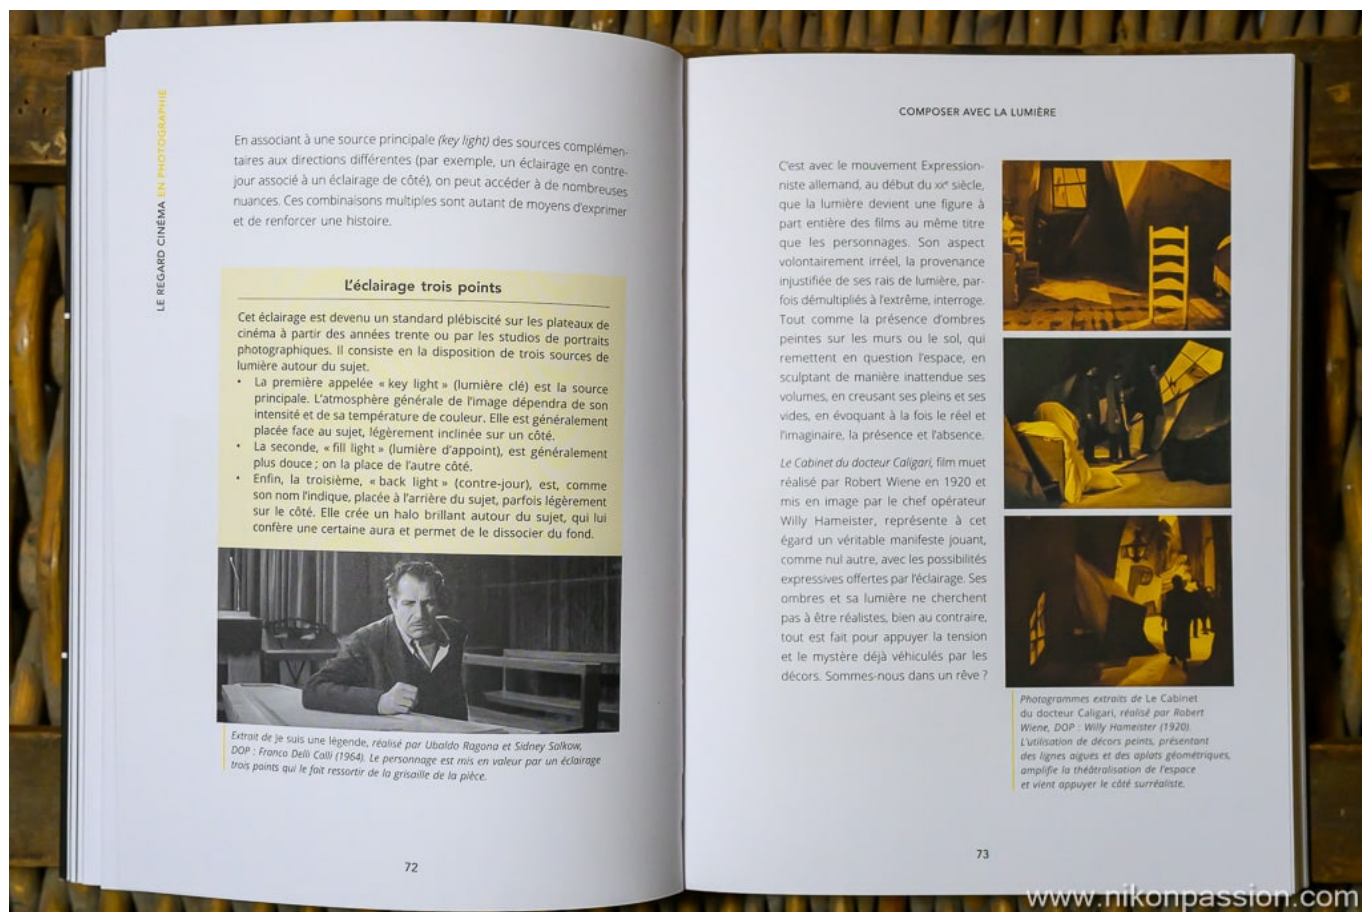 LE REGARD CINÉMA EN PHOTOGRAPHIE
En associant à une source principale (key light) des sources complémen-
taires aux directions différentes (par exemple, un éclairage en contre-
jour associé à un éclairage de côté), on peut accéder à de nombreuses
nuances. Ces combinaisons multiples sont autant de moyens d'exprimer
et de renforcer une histoire.
L'éclairage trois points
Cet éclairage est devenu un standard plébiscité sur les plateaux de
cinéma à partir des années trente ou par les studios de portraits
photographiques. Il consiste en la disposition de trois sources de
lumière autour du sujet.
• La première appelée « key light » (lumière clé) est la source
principale. L'atmosphère générale de l'image dépendra de son
intensité et de sa température de couleur. Elle est généralement
placée face au sujet, légèrement inclinée sur un côté.
• La seconde, « fill light » (lumière d'appoint), est généralement
plus douce ; on la place de l'autre côté.
• Enfin, la troisième, « back light » (contre-jour), est, comme
son nom l'indique, placée à l'arrière du sujet, parfois légèrement
sur le côté. Elle crée un halo brillant autour du sujet, qui lui
confère une certaine aura et permet de le dissocier du fond.
Extrait de Je suis une légende, réalisé par Ubaldo Ragona et Sidney Salkow,
DOP : Franco Delli Calli (1964). Le personnage est mis en valeur par un éclairage
trois points qui le fait ressortir de la grisaille de la pièce.
72
COMPOSER AVEC LA LUMIÈRE
C'est avec le mouvement Expression-
niste allemand, au début du XXe siècle,
que la lumière devient une figure à
part entière des films au même titre
que les personnages. Son aspect
volontairement irréel, la provenance
injustifiée de ses rais de lumière, par-
fois démultipliés à l'extrême, interroge.
Tout comme la présence d'ombres
peintes sur les murs ou le sol, qui
remettent en question l'espace, en
sculptant de manière inattendue ses
volumes, en creusant ses pleins et ses
vides, en évoquant à la fois le réel et
l'imaginaire, la présence et l'absence.
Le Cabinet du docteur Caligari, film muet
réalisé par Robert Wiene en 1920 et
mis en image par le chef opérateur
Willy Hameister, représente à cet
égard un véritable manifeste jouant,
comme nul autre, avec les possibilités
expressives offertes par l'éclairage. Ses
ombres et sa lumière ne cherchent
pas à être réalistes, bien au contraire,
tout est fait pour appuyer la tension
et le mystère déjà véhiculés par les
décors. Sommes-nous dans un rêve ?
Photogrammes extraits de Le Cabinet
du docteur Caligari, réalisé par Robert
Wiene, DOP : Willy Hameister (1920).
L'utilisation de décors peints, présentant
des lignes aiguës et des aplats géométriques,
amplifie la théâtralisation de l'espace
et vient appuyer le côté surréaliste.
73
www.nikonpassion.com